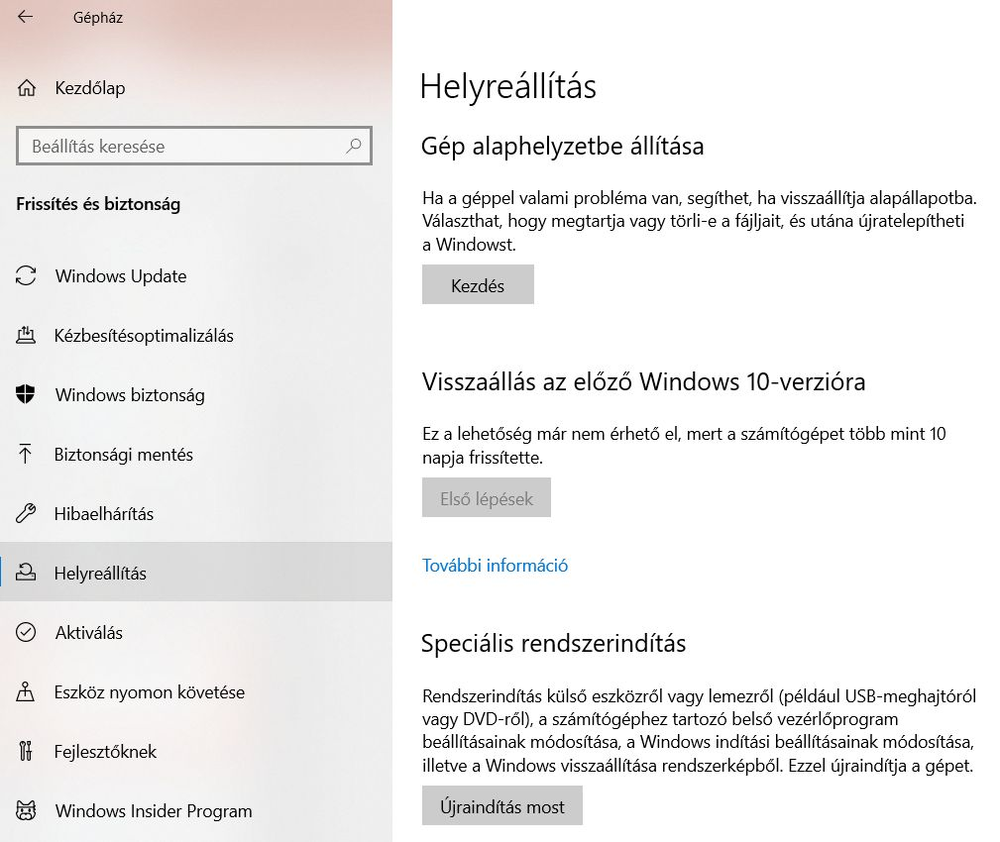 Gépház
Kezdőlap
Beállítás keresése
Frissítés és biztonság
Windows Update
Kézbesítésoptimalizálás
Windows biztonság
Biztonsági mentés
Hibaelhárítás
Helyreállítás
Aktiválás
Eszköz nyomon követése
Fejlesztőknek
Windows Insider Program
Helyreállítás
Gép alaphelyzetbe állítása
Ha a géppel valami probléma van, segíthet, ha visszaállítja alapállapotba.
Választhat, hogy megtartja vagy törli-e a fájljait, és utána újratelepítheti
a Windowst.
Kezdés
Visszaállás az előző Windows 10-verzióra
Ez a lehetőség már nem érhető el, mert a számítógépet több mint 10
napja frissítette.
Első lépések
További információ
Speciális rendszerindítás
Rendszerindítás külső eszközről vagy lemezről (például USB-meghajtóról
vagy DVD-ről), a számítógéphez tartozó belső vezérlőprogram
beállításainak módosítása, a Windows indítási beállításainak módosítása,
illetve a Windows visszaállítása rendszerképből. Ezzel újraindítja a gépet.
Újraindítás most